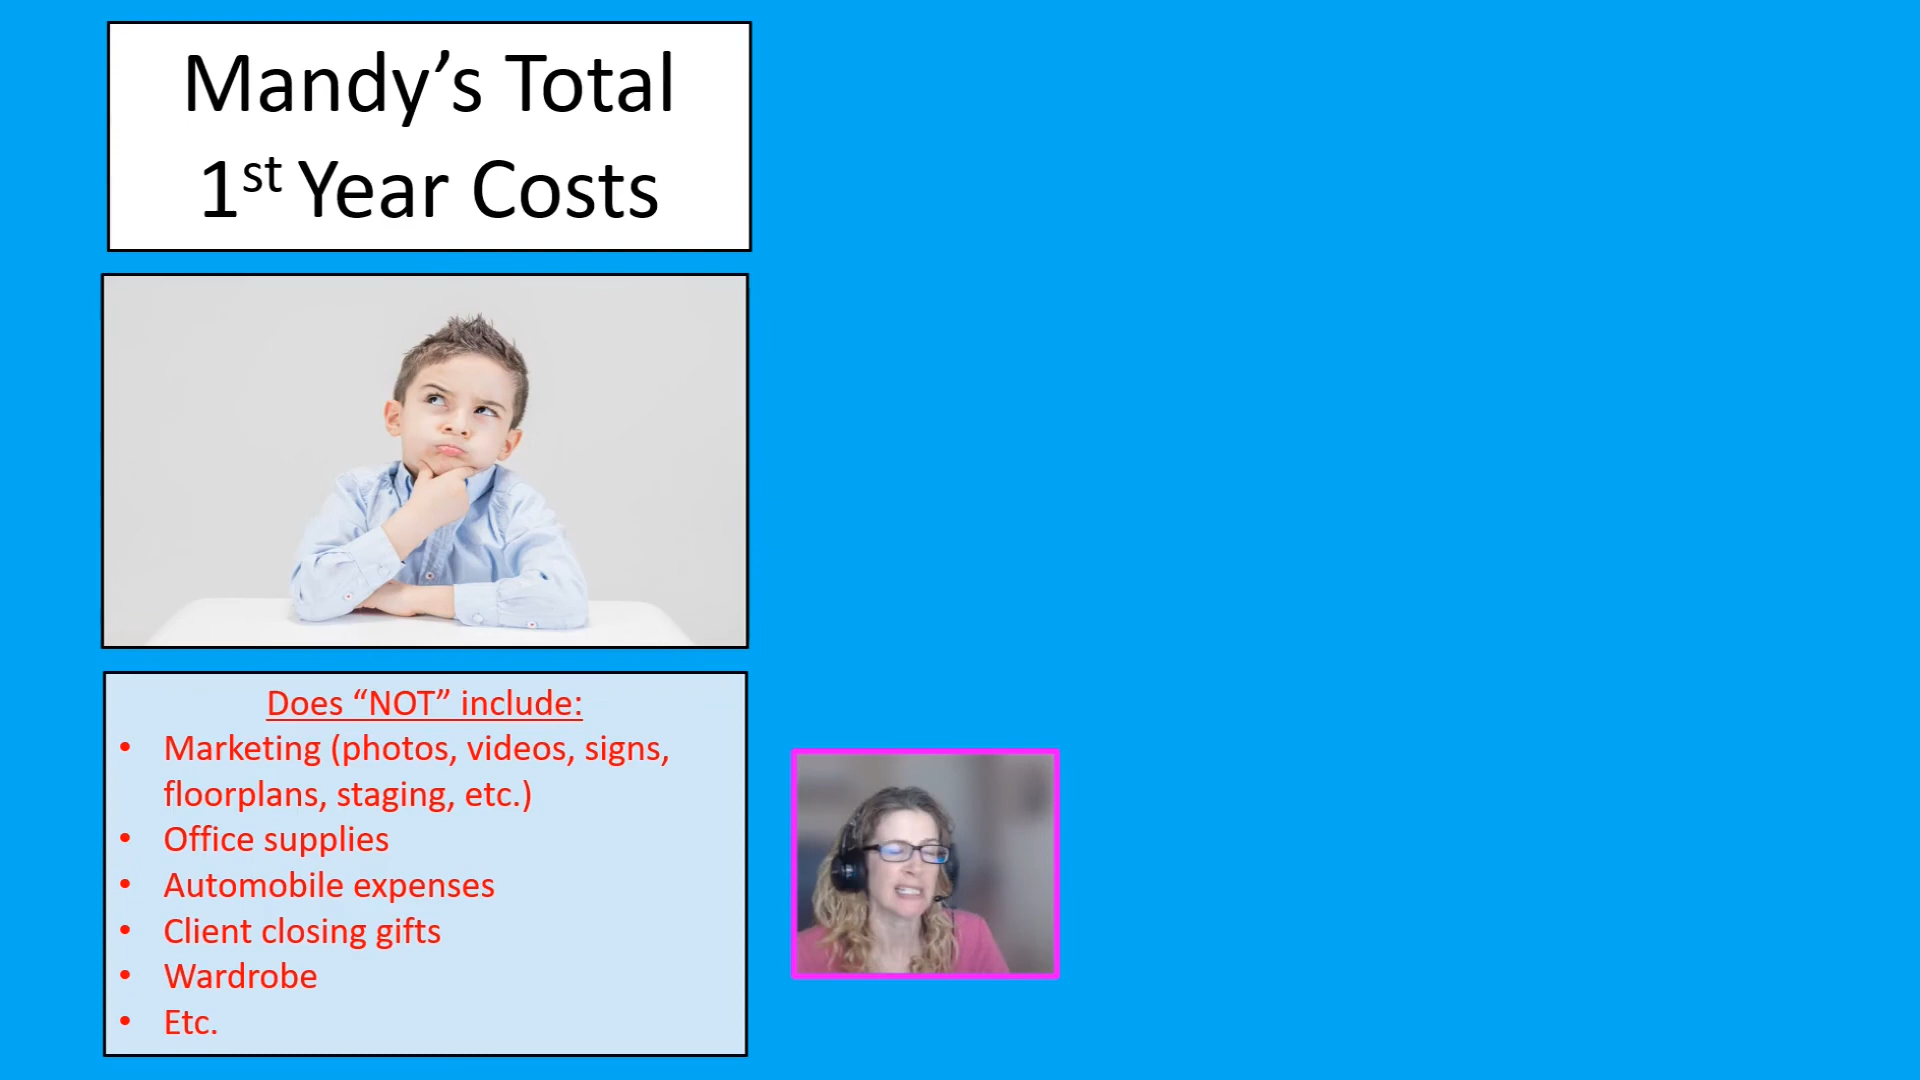 Mandy’s Total
1st Year Costs
Does “NOT” include:
• Marketing (photos, videos, signs,
floorplans, staging, etc.)
• Office supplies
• Automobile expenses
• Client closing gifts
• Wardrobe
• Etc.